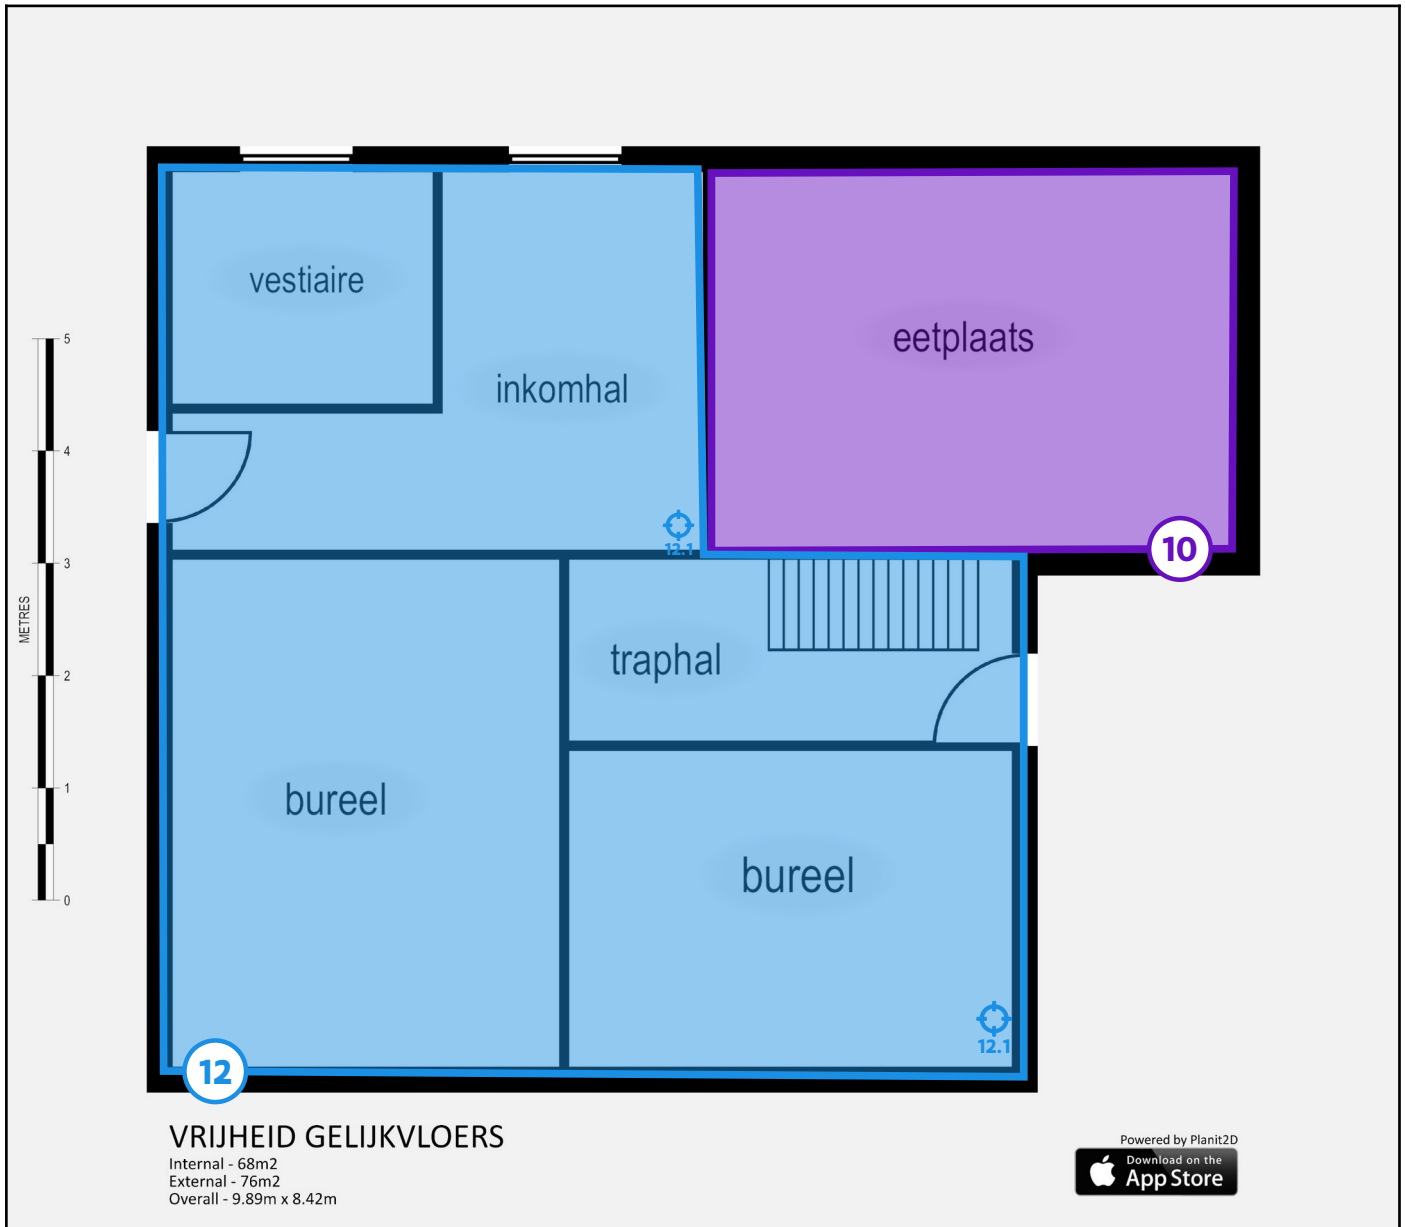 vestiaire
inkomhal
eetplaats
5
4
3
2
1
0
METRES
12.1
10
traphal
bureel
bureel
12.1
12
VRIJHEID GELIJKVLOERS
Internal - 68m2
External - 76m2
Overall - 9.89m x 8.42m
Powered by Planit2D
Download on the
App Store